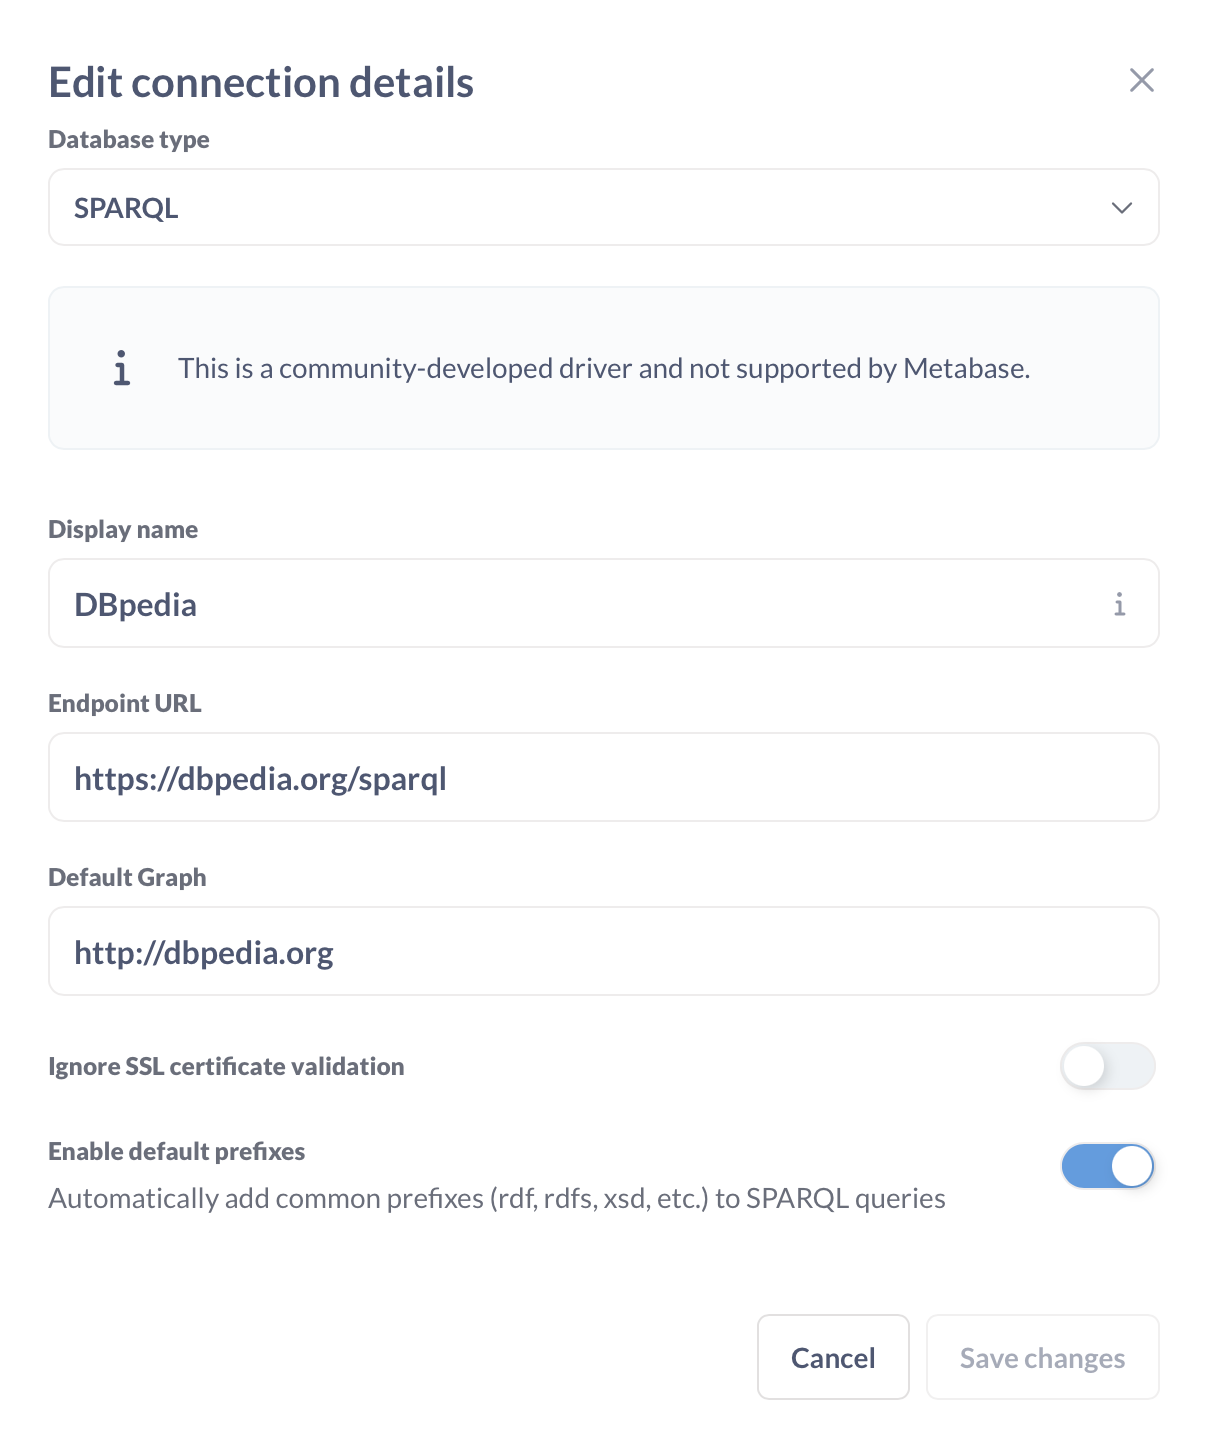 Edit connection details
Database type
SPARQL
This is a community-developed driver and not supported by Metabase.
Display name
DBpedia
Endpoint URL
https://dbpedia.org/sparql
Default Graph
http://dbpedia.org
Ignore SSL certificate validation
Enable default prefixes
Automatically add common prefixes (rdf, rdfs, xsd, etc.) to SPARQL queries
Cancel
Save changes